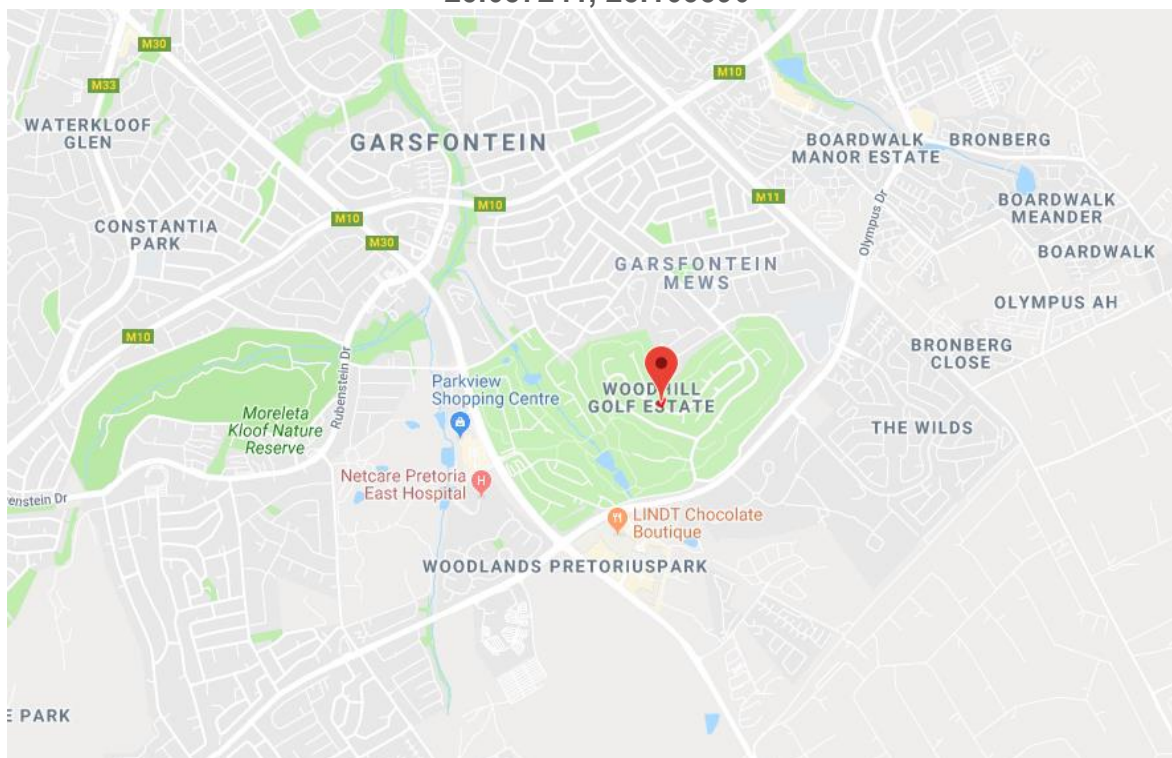 M30
M33
M10
WATERKLOOF
GLEN
GARSFONTEIN
BOARDWALK
MANOR ESTATE
BRONBERG
M11
BOARDWALK
MEANDER
M10
CONSTANTIA
PARK
M10
M30
Olympus Dr
BOARDWALK
GARSFONTEIN
MEWS
OLYMPUS AH
M10
BRONBERG
CLOSE
Rubenstein Dr
Parkview
Shopping Centre
WOODHILL
GOLF ESTATE
Moreleta
Kloof Nature
Reserve
THE WILDS
Netcare Pretoria
East Hospital
H
enstein Dr
LINDT Chocolate
Boutique
WOODLANDS PRETORIUSPARK
E PARK